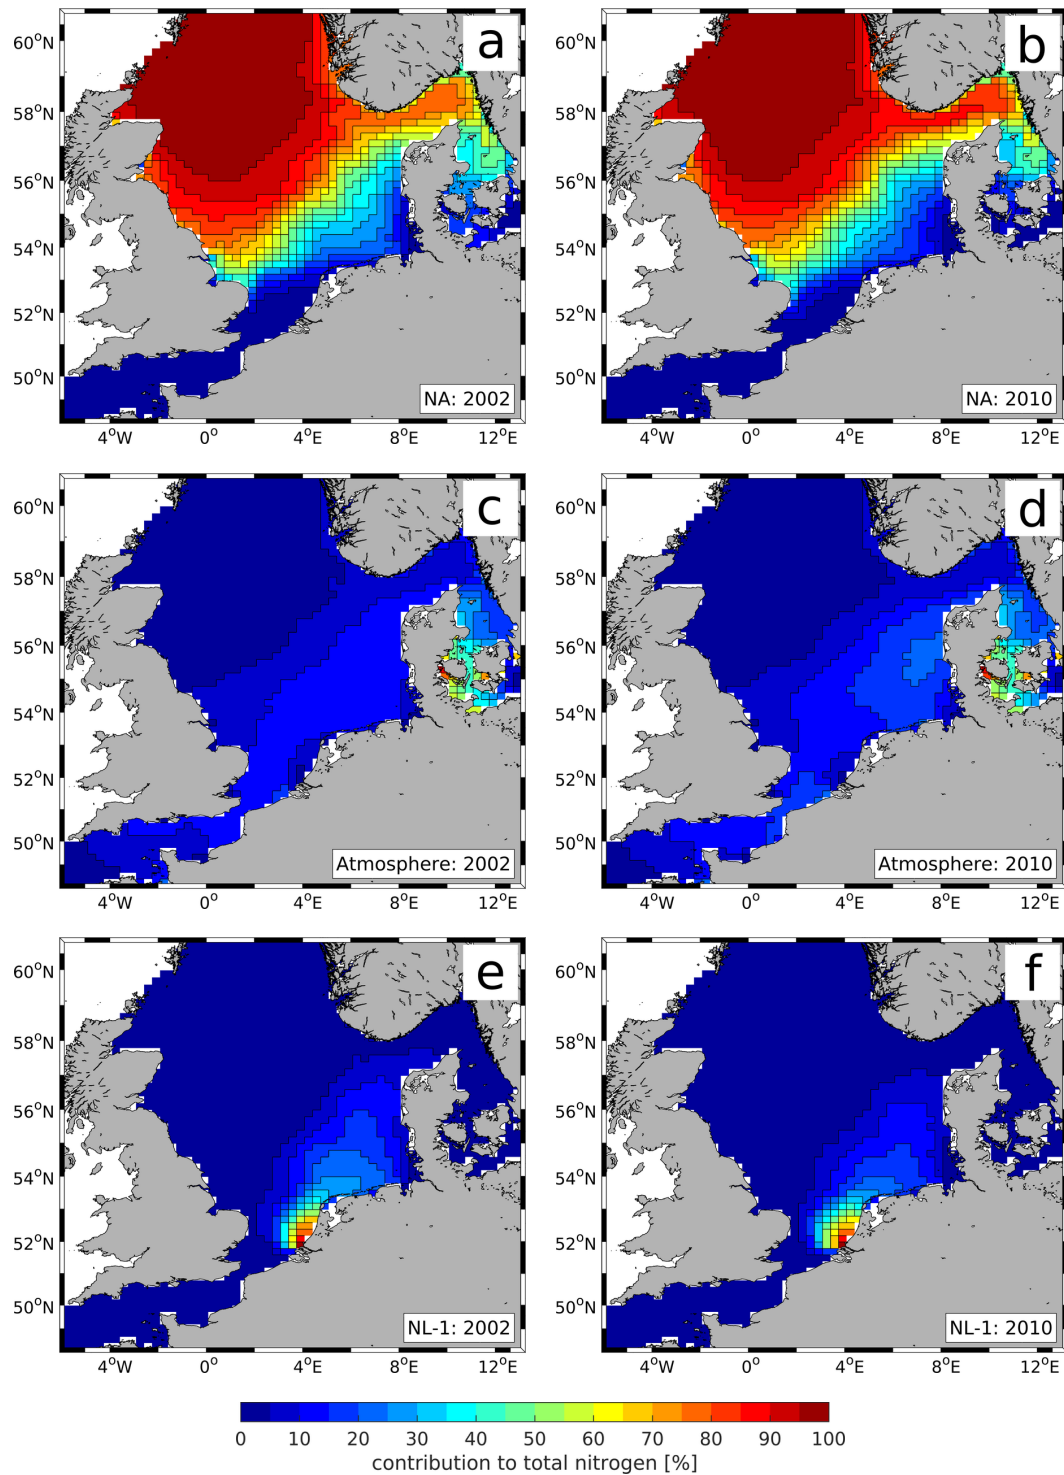 a
60°N
58°N
56°N
54°N
52°N
50°N
4°W
0°
4°E
8°E
12°E
NA: 2002
b
60°N
58°N
56°N
54°N
52°N
50°N
4°W
0°
4°E
8°E
12°E
NA: 2010
c
60°N
58°N
56°N
54°N
52°N
50°N
4°W
0°
4°E
8°E
12°E
Atmosphere: 2002
d
60°N
58°N
56°N
54°N
52°N
50°N
4°W
0°
4°E
8°E
12°E
Atmosphere: 2010
e
60°N
58°N
56°N
54°N
52°N
50°N
4°W
0°
4°E
8°E
12°E
NL-1: 2002
f
60°N
58°N
56°N
54°N
52°N
50°N
4°W
0°
4°E
8°E
12°E
NL-1: 2010
0 10 20 30 40 50 60 70 80 90 100
contribution to total nitrogen [%]